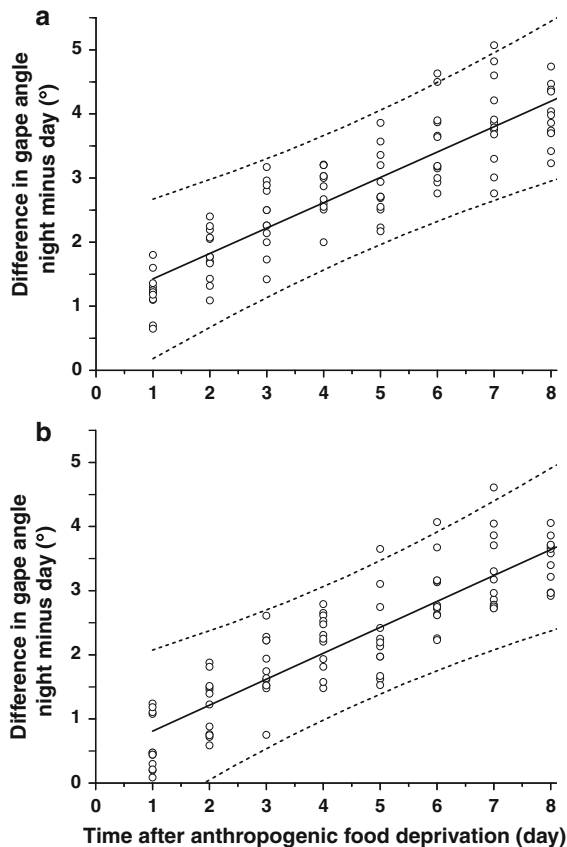 a
Difference in gape angle
night minus day (°)
5
4
3
2
1
0
0 1 2 3 4 5 6 7 8
b
Difference in gape angle
night minus day (°)
5
4
3
2
1
0
0 1 2 3 4 5 6 7 8
Time after anthropogenic food deprivation (day)